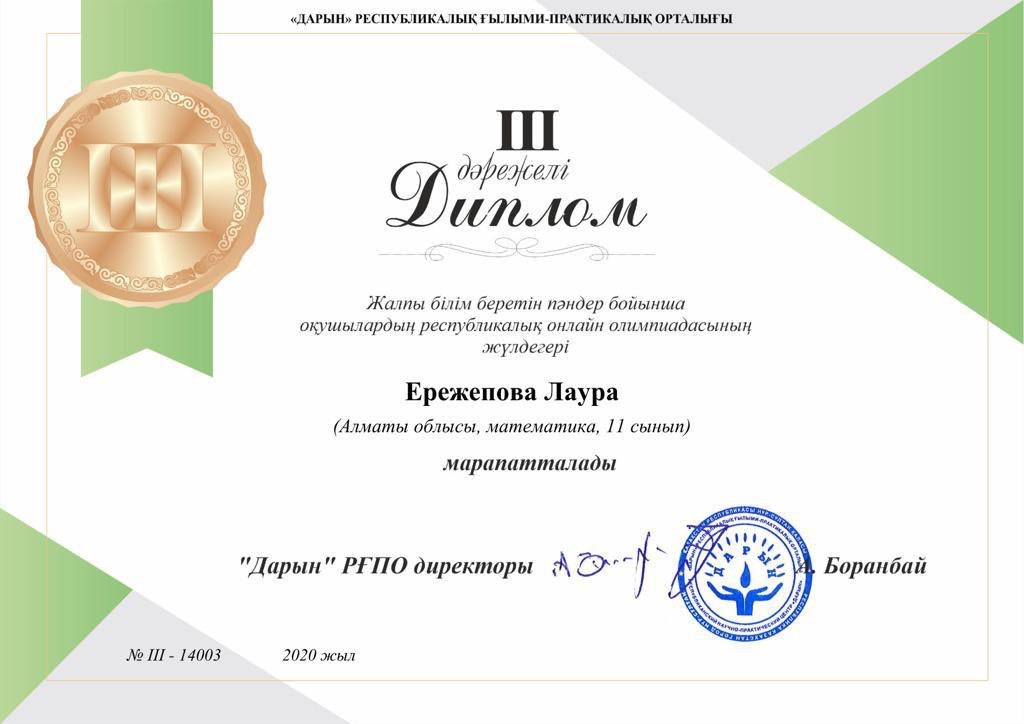 «ДАРЫН» РЕСПУБЛИКАЛЫҚ ҒЫЛЫМИ-ПРАКТИКАЛЫҚ ОРТАЛЫҒЫ
III
III
дәрежелі
Диплом
Жалпы білім беретін пәндер бойынша
оқушылардың республикалық онлайн олимпиадасының
жүлдегері
Ережепова Лаура
(Алматы облысы, математика, 11 сынып)
марапатталады
"Дарын" РҒПО директоры
ДАРЫН
А. Боранбай
№ III - 14003
2020 жыл